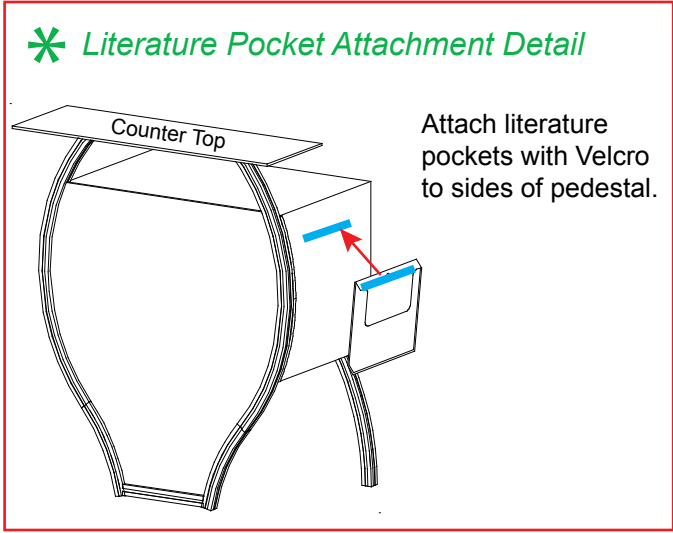 Literature Pocket Attachment Detail
Counter Top
Attach literature
pockets with Velcro
to sides of pedestal.